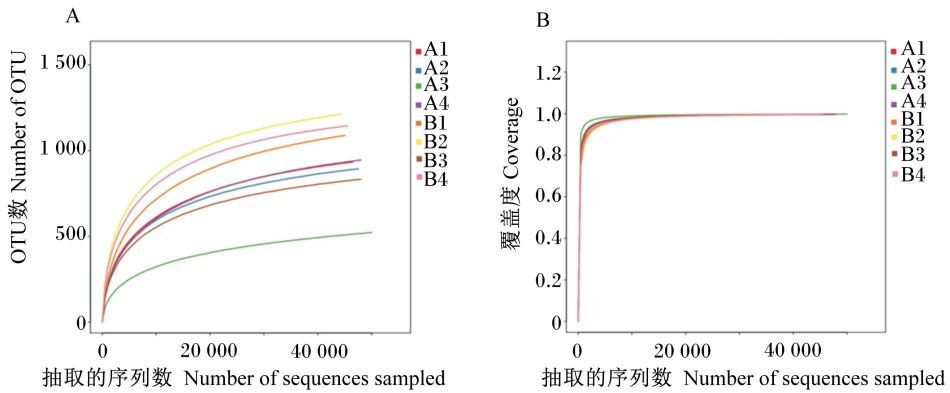 A
OTU数 Number of OTU
1 500
1 000
500
0
0
20 000
40 000
抽取的序列数 Number of sequences sampled
A1
A2
A3
A4
B1
B2
B3
B4
B
覆盖度 Coverage
1.2
1.0
0.8
0.6
0.4
0.2
0
0
20 000
40 000
抽取的序列数 Number of sequences sampled
A1
A2
A3
A4
B1
B2
B3
B4